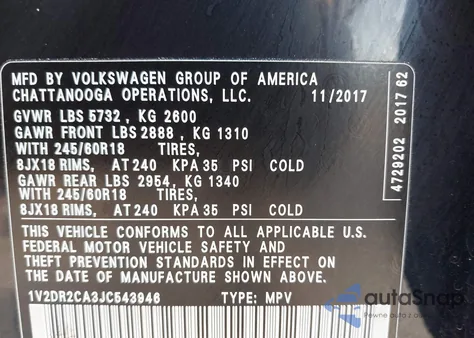 MFD BY VOLKSWAGEN GROUP OF AMERICA
CHATTANOOGA OPERATIONS, LLC. 11/2017
GVWR LBS 5732 , KG 2600
GAWR FRONT LBS 2888 , KG 1310
WITH 245/60R18 TIRES,
8JX18 RIMS, AT 240 KPA 35 PSI COLD
GAWR REAR LBS 2954, KG 1340
WITH 245/60R18 TIRES,
8JX18 RIMS, AT 240 KPA 35 PSI COLD
THIS VEHICLE CONFORMS TO ALL APPLICABLE U.S.
FEDERAL MOTOR VEHICLE SAFETY AND
THEFT PREVENTION STANDARDS IN EFFECT ON
THE DATE OF MANUFACTURE SHOWN ABOVE.
1V2DR2CA3JC543946 TYPE: MPV
4729202 2017 62
autoSnap
Pewne auto z